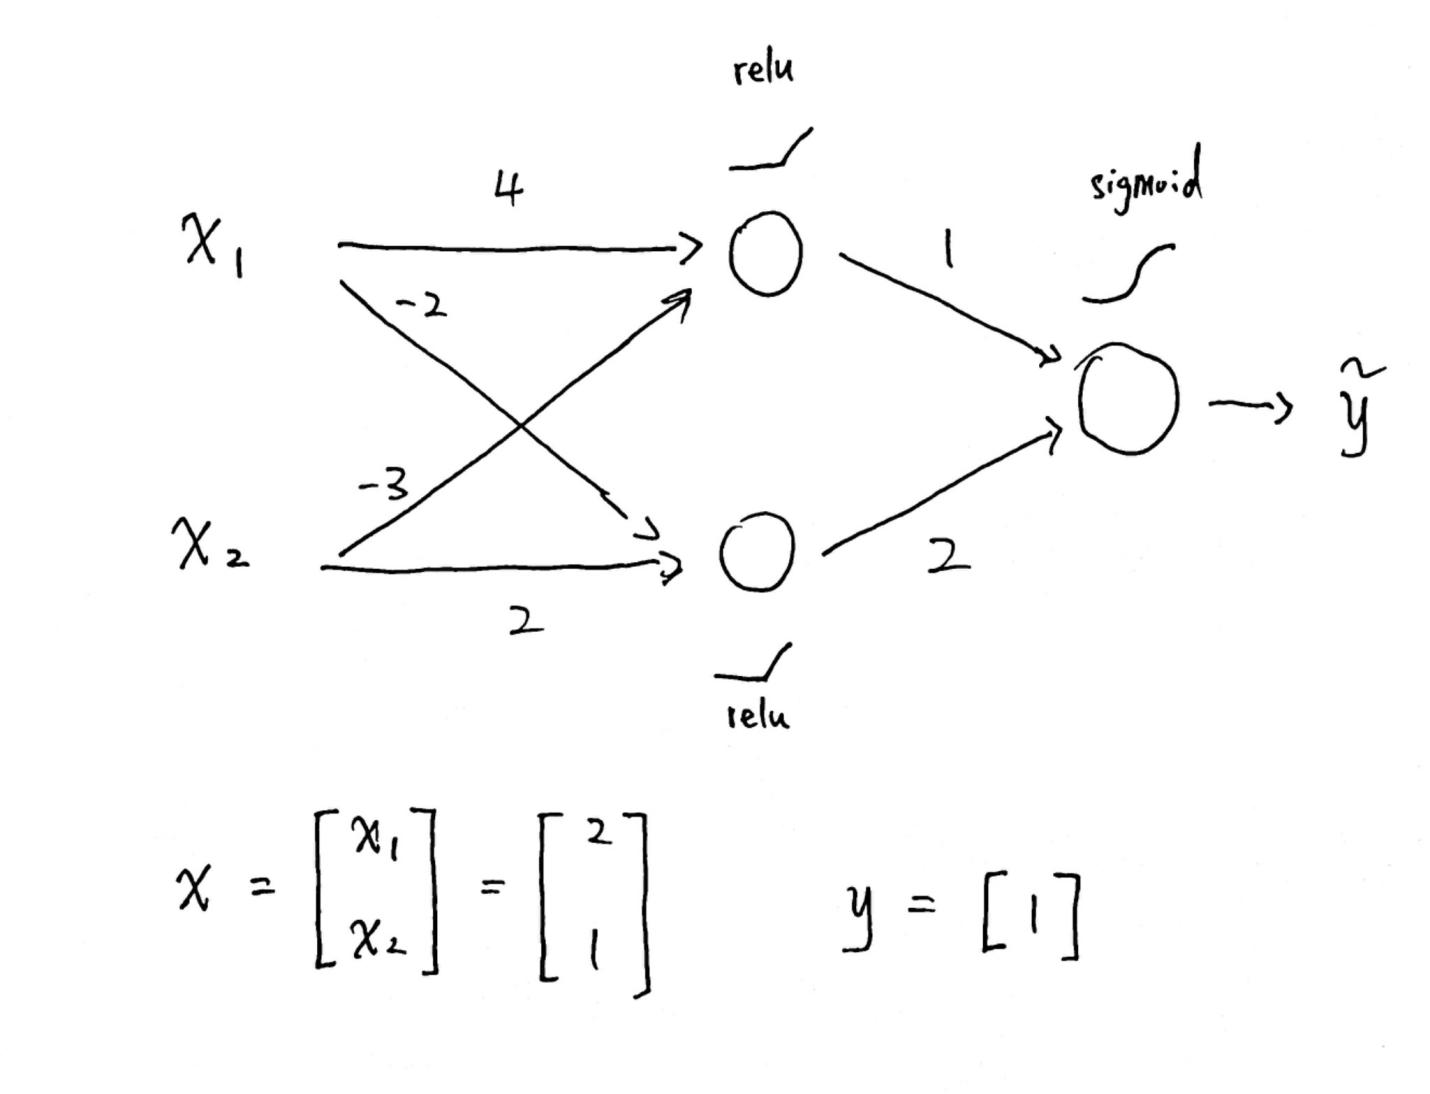 relu
4
sigmoid
x₁
1
-2
ỹ
-3
x₂
2
2
relu
x = [x₁ x₂] = [2 1]
y = [1]